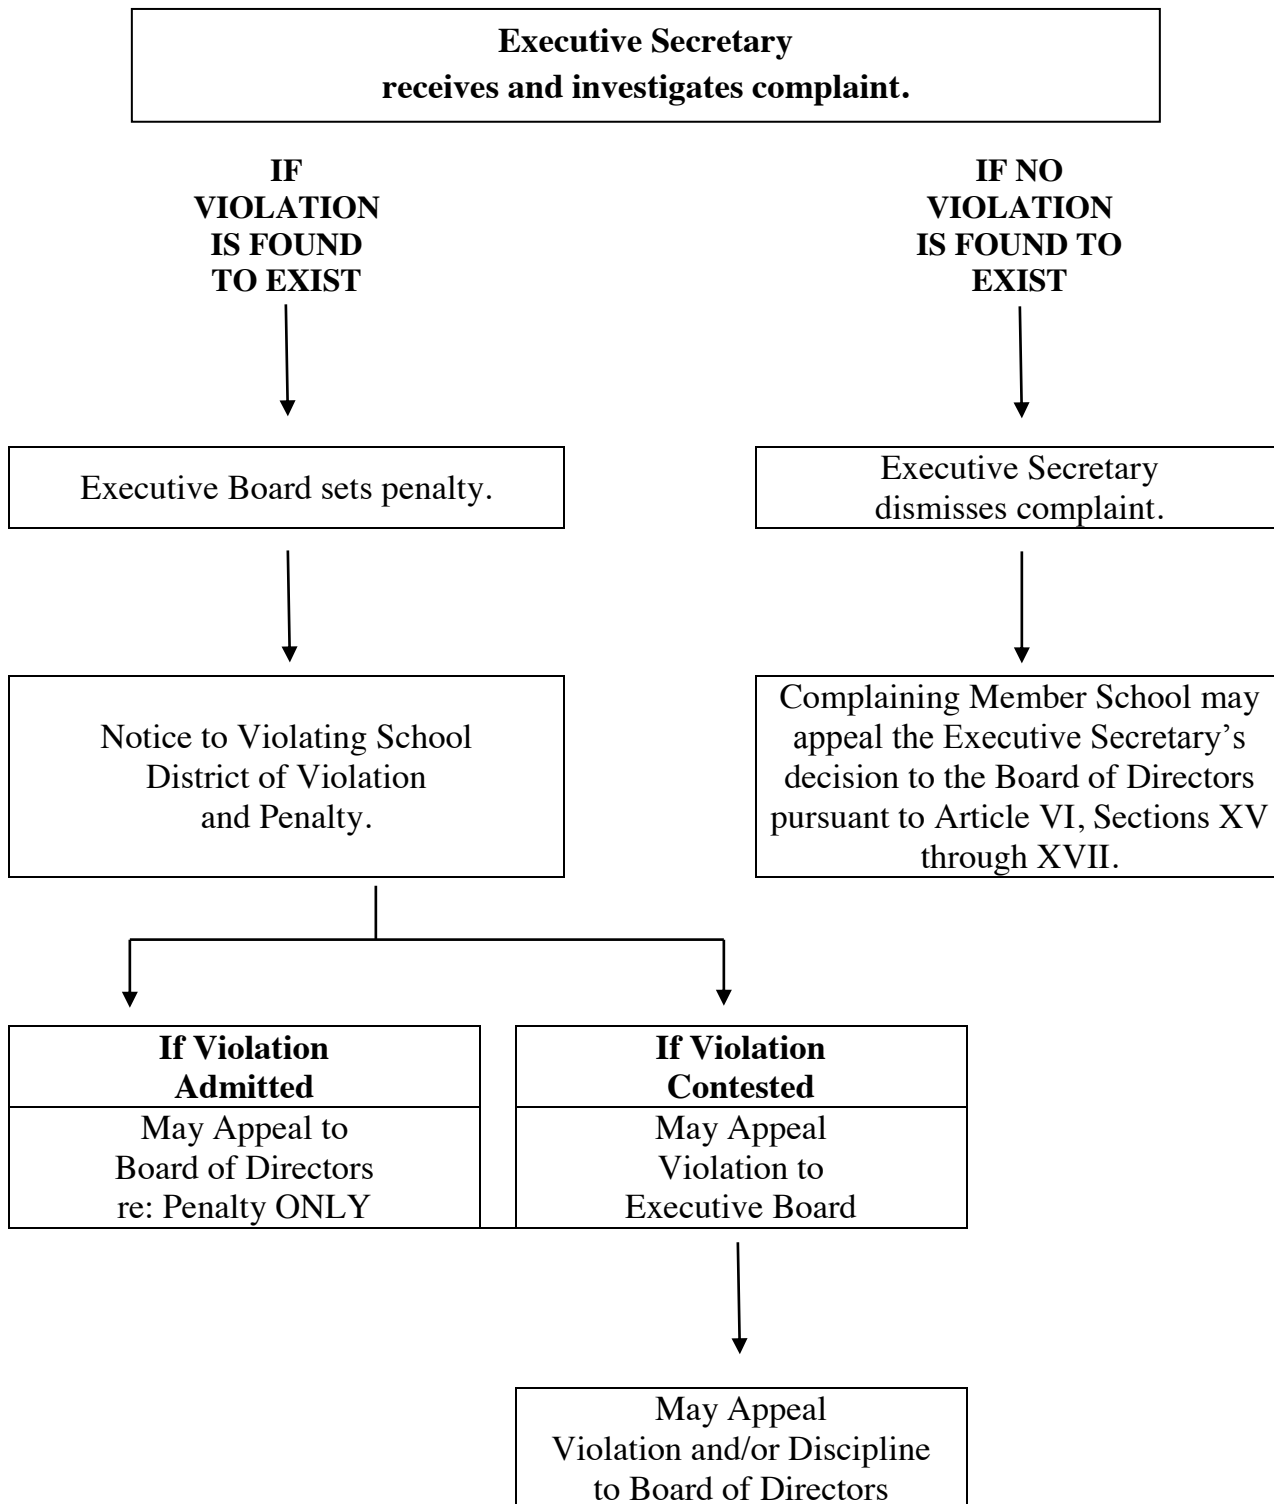 Executive Secretary
receives and investigates complaint.
IF
VIOLATION
IS FOUND
TO EXIST
IF NO
VIOLATION
IS FOUND TO
EXIST
Executive Board sets penalty.
Executive Secretary
dismisses complaint.
Notice to Violating School
District of Violation
and Penalty.
Complaining Member School may
appeal the Executive Secretary’s
decision to the Board of Directors
pursuant to Article VI, Sections XV
through XVII.
If Violation
Admitted
May Appeal to
Board of Directors
re: Penalty ONLY
If Violation
Contested
May Appeal
Violation to
Executive Board
May Appeal
Violation and/or Discipline
to Board of Directors